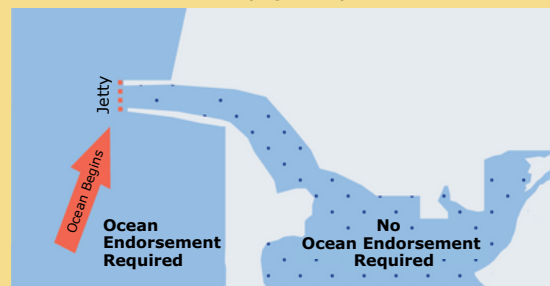 Jetty
Ocean Begins
Ocean
Endorsement
Required
No
Ocean Endorsement
Required